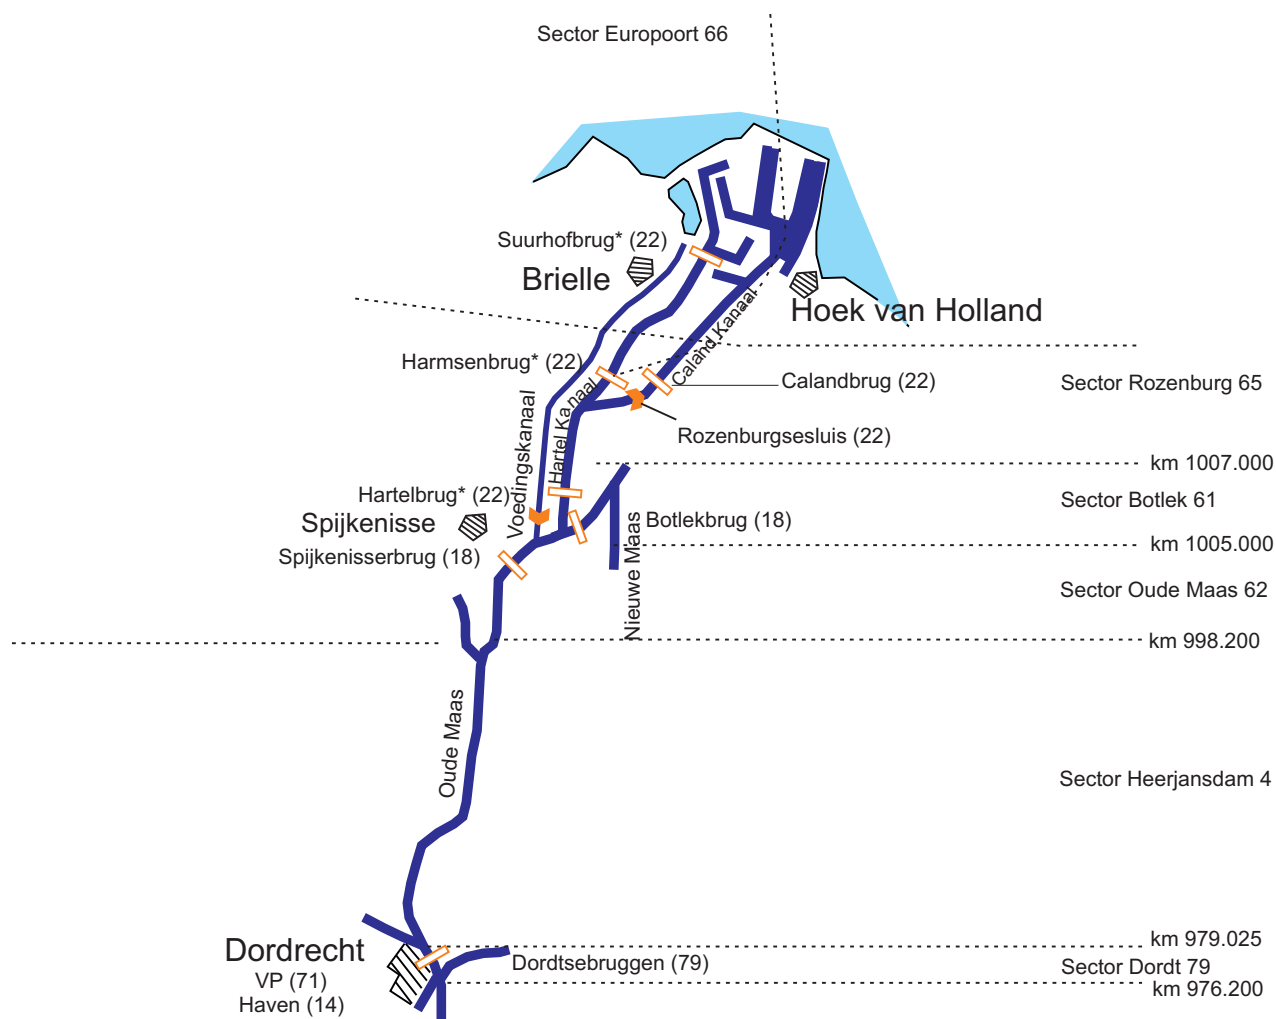 Sector Europoort 66
Suurhofbrug* (22)
Brielle
Hoek van Holland
Caland Kanaal
Harmsenbrug* (22)
Calandbrug (22)
Sector Rozenburg 65
Hartel Kanaal
Voedingskanaal
Rozenburgsesluis (22)
km 1007.000
Hartelbrug* (22)
Sector Botlek 61
Spijkenisse
Botlekbrug (18)
km 1005.000
Spijkenisserbrug (18)
Nieuwe Maas
Sector Oude Maas 62
km 998.200
Oude Maas
Sector Heerjansdam 4
km 979.025
Dordrecht
Dordtsebruggen (79)
Sector Dordt 79
VP (71)
km 976.200
Haven (14)